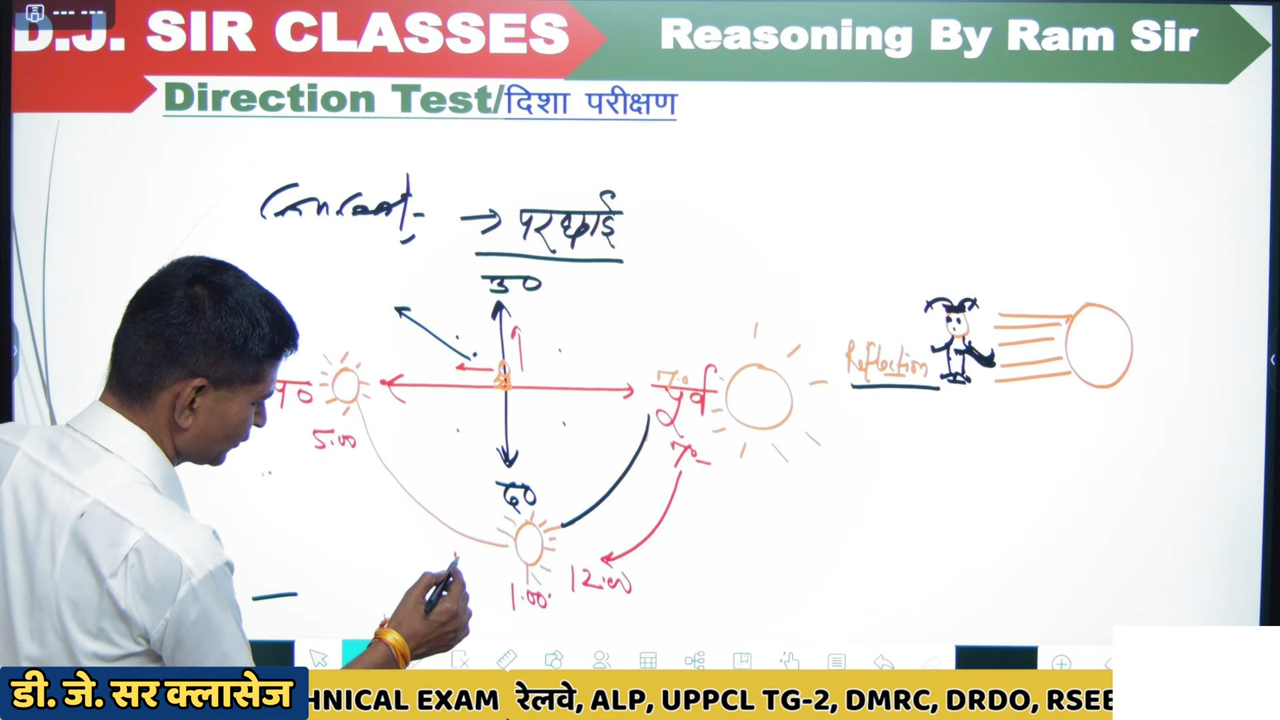 D.J. SIR CLASSES
Reasoning By Ram Sir
Direction Test/दिशा परीक्षण
→ परछाई
उ०
Reflection
प०
पुर्व
5:00
द०
12:00
1:00
डी. जे. सर क्लासेज
HNICAL EXAM रेलवे, ALP, UPPCL TG-2, DMRC, DRDO, RSEE